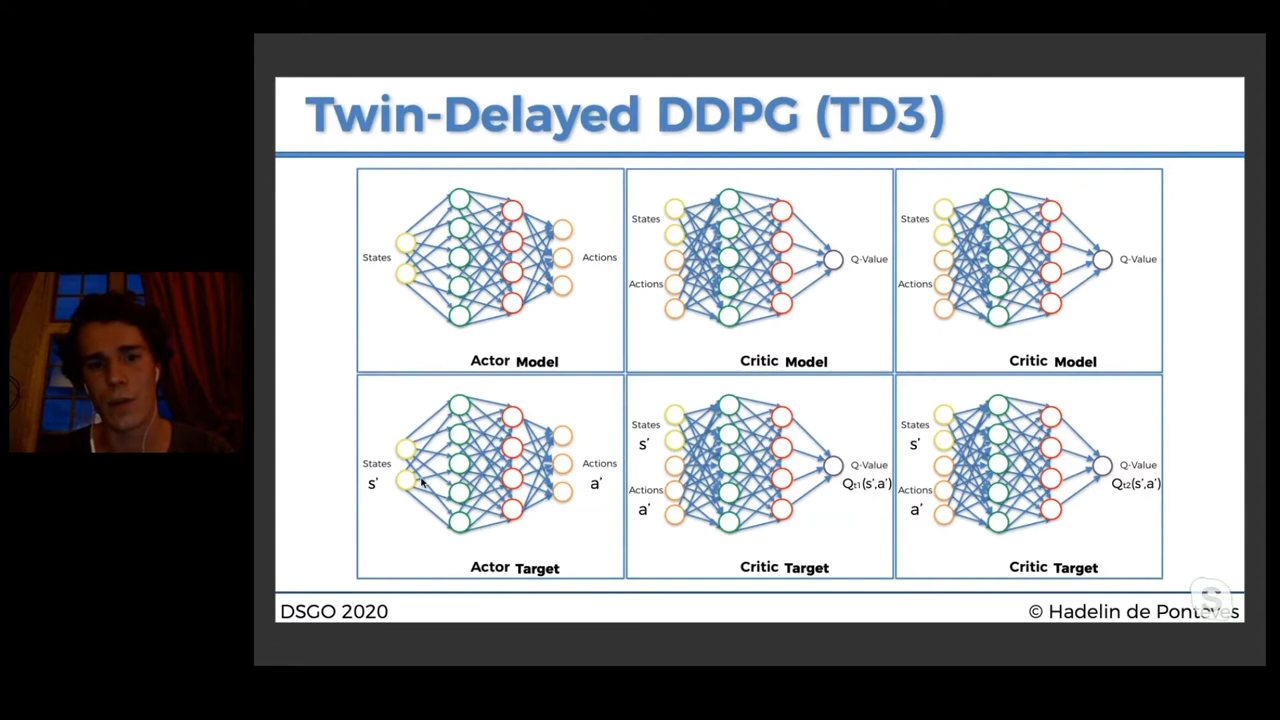 Twin-Delayed DDPG (TD3)
States
Actions
Actor Model
States
Actions
Q-Value
Critic Model
States
Actions
Q-Value
Critic Model
States
s’
Actions
a’
Actor Target
States
s’
Actions
a’
Q-Value
Qt1(s’,a’)
Critic Target
States
s’
Actions
a’
Q-Value
Qt2(s’,a’)
Critic Target
DSGO 2020
© Hadelin de Ponteves